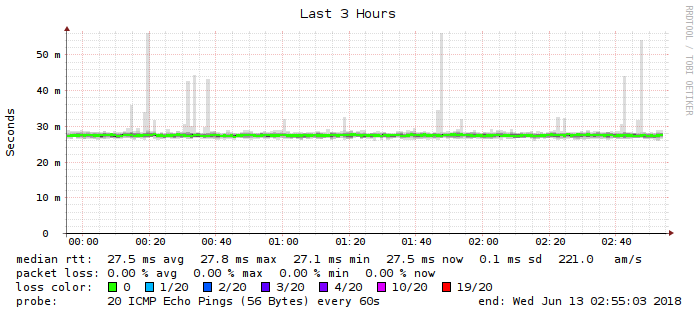 Last 3 Hours
RRDTOOL / TOBI OETIKER
Seconds
50 m
40 m
30 m
20 m
10 m
0
00:00 00:20 00:40 01:00 01:20 01:40 02:00 02:20 02:40
median rtt: 27.5 ms avg 27.8 ms max 27.1 ms min 27.5 ms now 0.1 ms sd 221.0 am/s
packet loss: 0.00 % avg 0.00 % max 0.00 % min 0.00 % now
loss color: 0 1/20 2/20 3/20 4/20 10/20 19/20
probe: 20 ICMP Echo Pings (56 Bytes) every 60s end: Wed Jun 13 02:55:03 2018